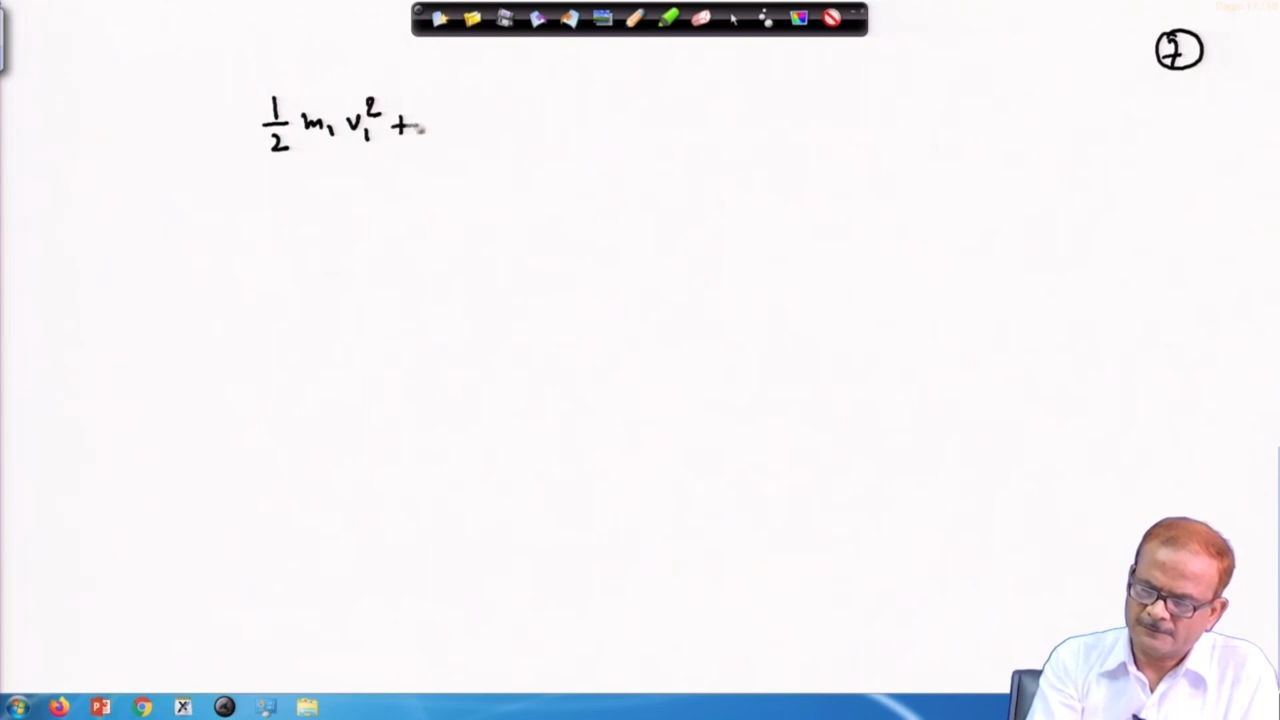 7
1/2 m₁ v₁² +